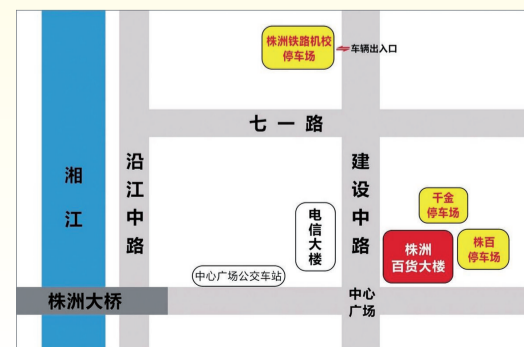 株洲铁路机校
停车场
车辆出入口
七一路
湘江
沿江中路
建设中路
电信大楼
千金
停车场
株洲
百货大楼
株百
停车场
中心广场公交车站
株洲大桥
中心
广场